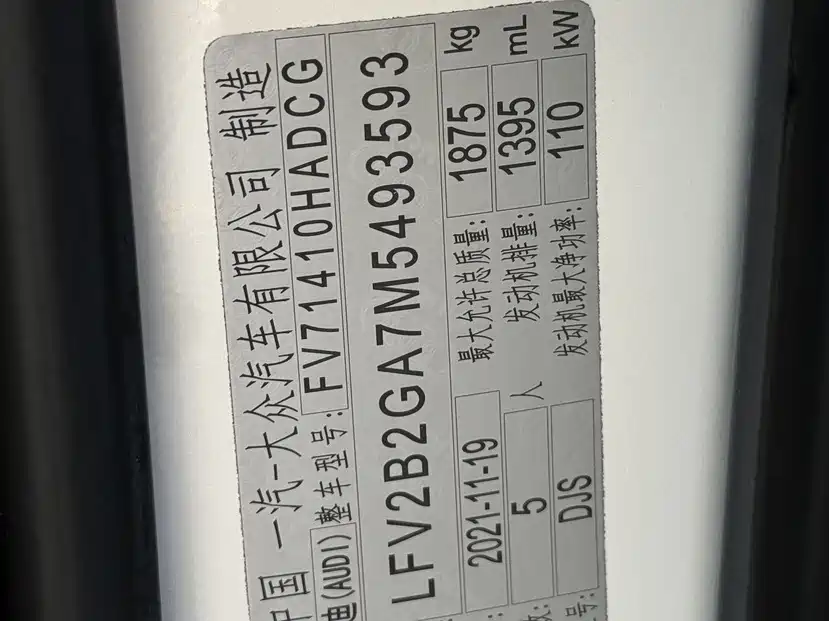 中国 一汽-大众汽车有限公司 制造
迪(AUDI) 整车型号: FV71410HADCG
LFV2B2GA7M5493593
2021-11-19 最大允许总质量: 1875 kg
5 人 发动机排量: 1395 mL
DJS 发动机最大净功率: 110 kW